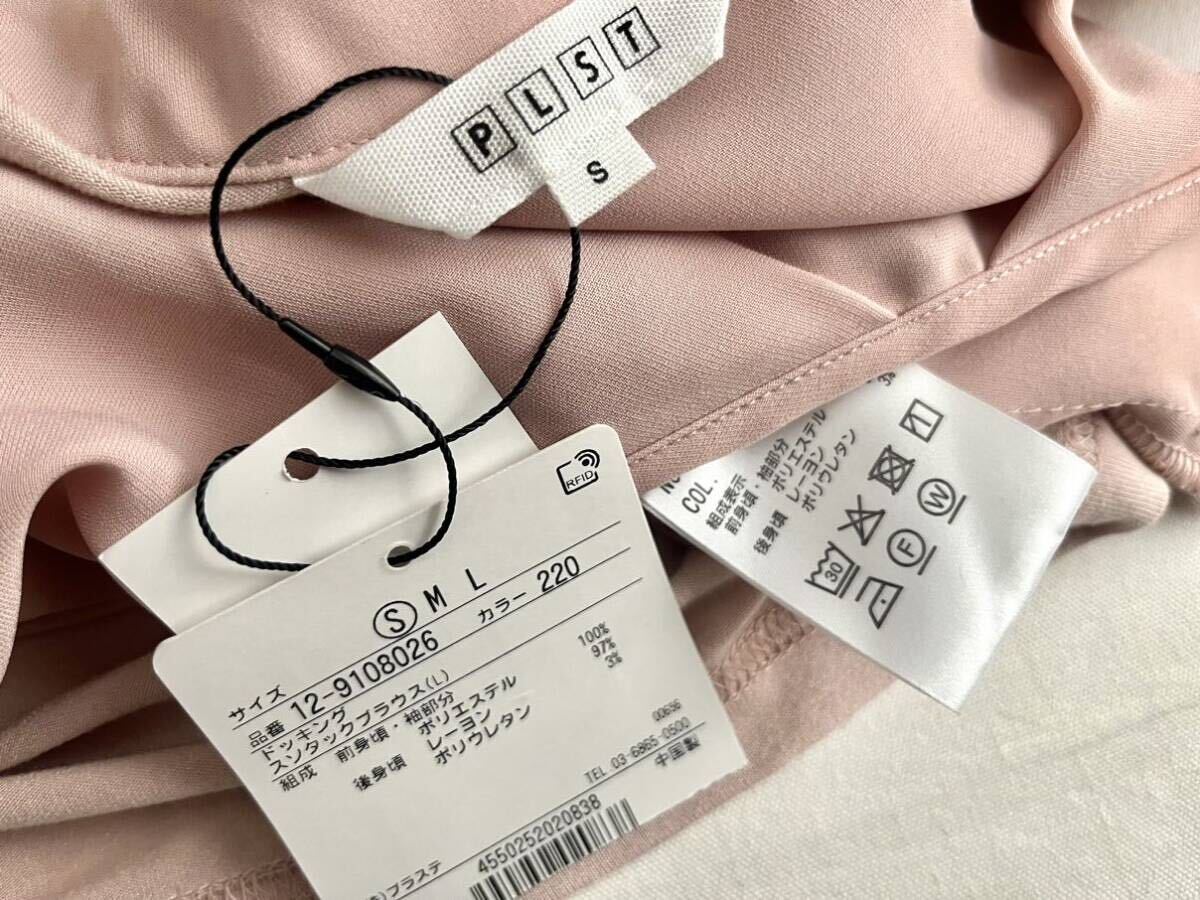 PLST
S
RFID
サイズ Ⓢ M L
品番 12-9108026 カラー 220
ドッキング
スンタックブラウス(L)
組成 前身頃・袖部分
ポリエステル 100%
後身頃 レーヨン 97%
ポリウレタン 3%
00656
TEL 03-6865-0500
中国製
4550252020838
プラステ
COL.
組成表示
前身頃・袖部分
ポリエステル
後身頃 レーヨン
ポリウレタン
3%
30
F
W